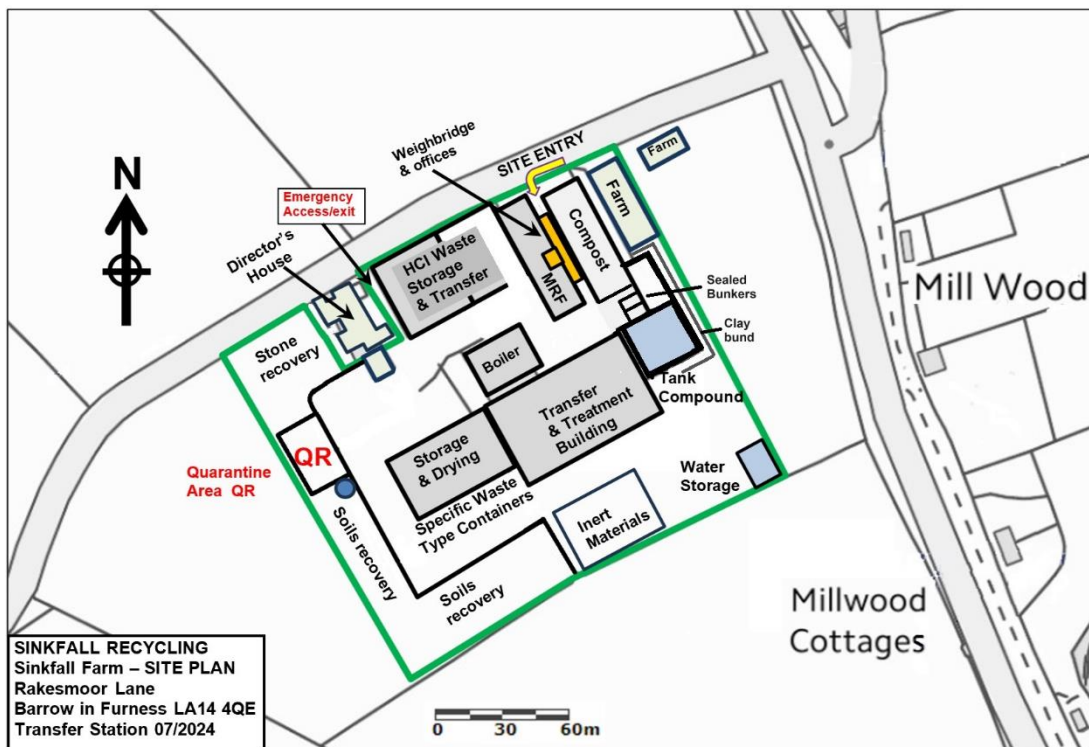 N
Weighbridge
& offices
SITE ENTRY
Farm
Farm
Emergency
Access/exit
Director's
House
HCI Waste
Storage
& Transfer
MRF
Compost
Sealed
Bunkers
Clay
bund
Mill Wood
Stone
recovery
Boiler
Tank
Compound
Transfer
& Treatment
Building
Storage
& Drying
QR
Quarantine
Area QR
Water
Storage
Specific Waste
Type Containers
Inert
Materials
Soils recovery
Soils
recovery
Millwood
Cottages
SINKFALL RECYCLING
Sinkfall Farm – SITE PLAN
Rakesmoor Lane
Barrow in Furness LA14 4QE
Transfer Station 07/2024
0 30 60m